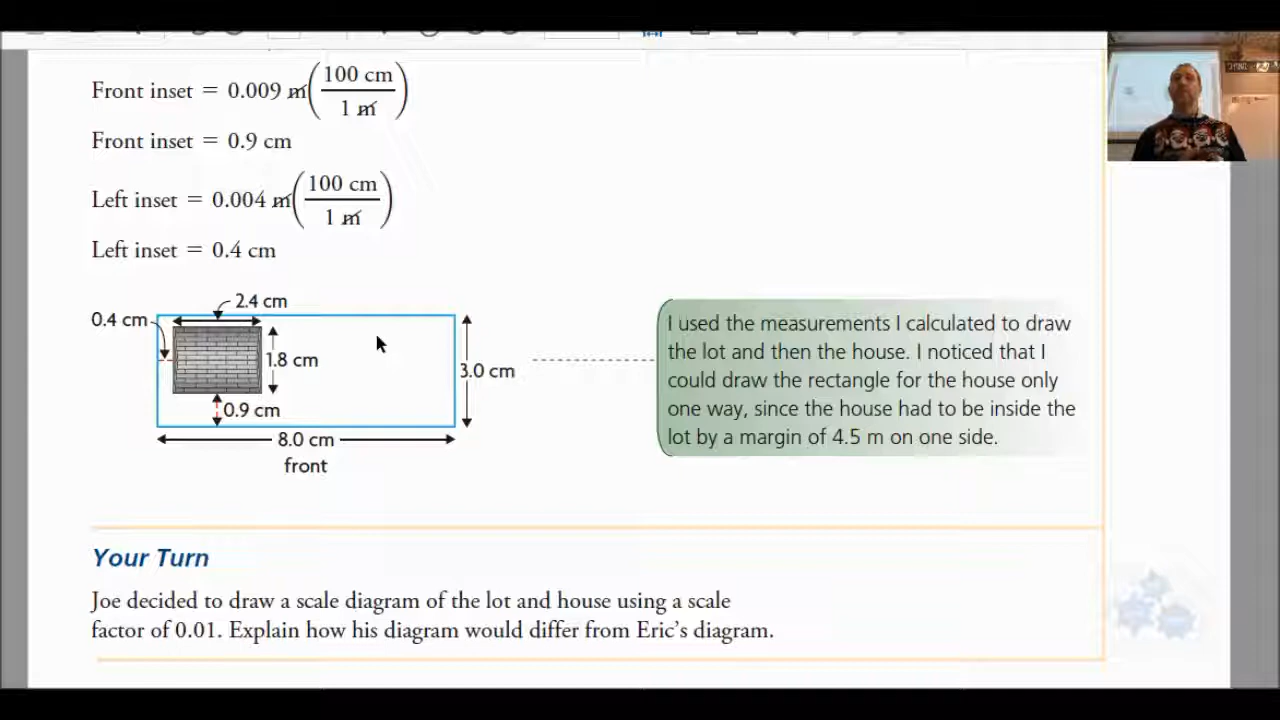 Front inset = 0.009 m(100 cm / 1 m)
Front inset = 0.9 cm
Left inset = 0.004 m(100 cm / 1 m)
Left inset = 0.4 cm
2.4 cm
0.4 cm
1.8 cm
3.0 cm
0.9 cm
8.0 cm
front
I used the measurements I calculated to draw
the lot and then the house. I noticed that I
could draw the rectangle for the house only
one way, since the house had to be inside the
lot by a margin of 4.5 m on one side.
Your Turn
Joe decided to draw a scale diagram of the lot and house using a scale
factor of 0.01. Explain how his diagram would differ from Eric's diagram.